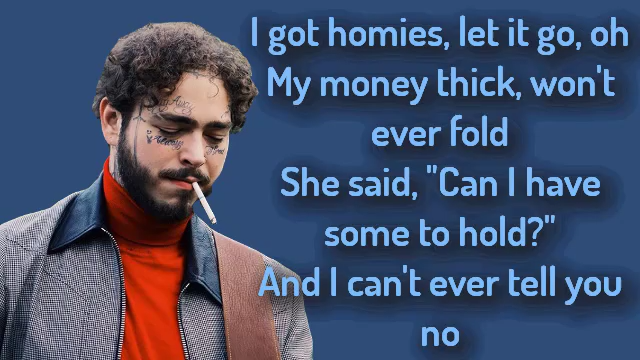 I got homies, let it go, oh
My money thick, won't
ever fold
She said, "Can I have
some to hold?"
And I can't ever tell you
no